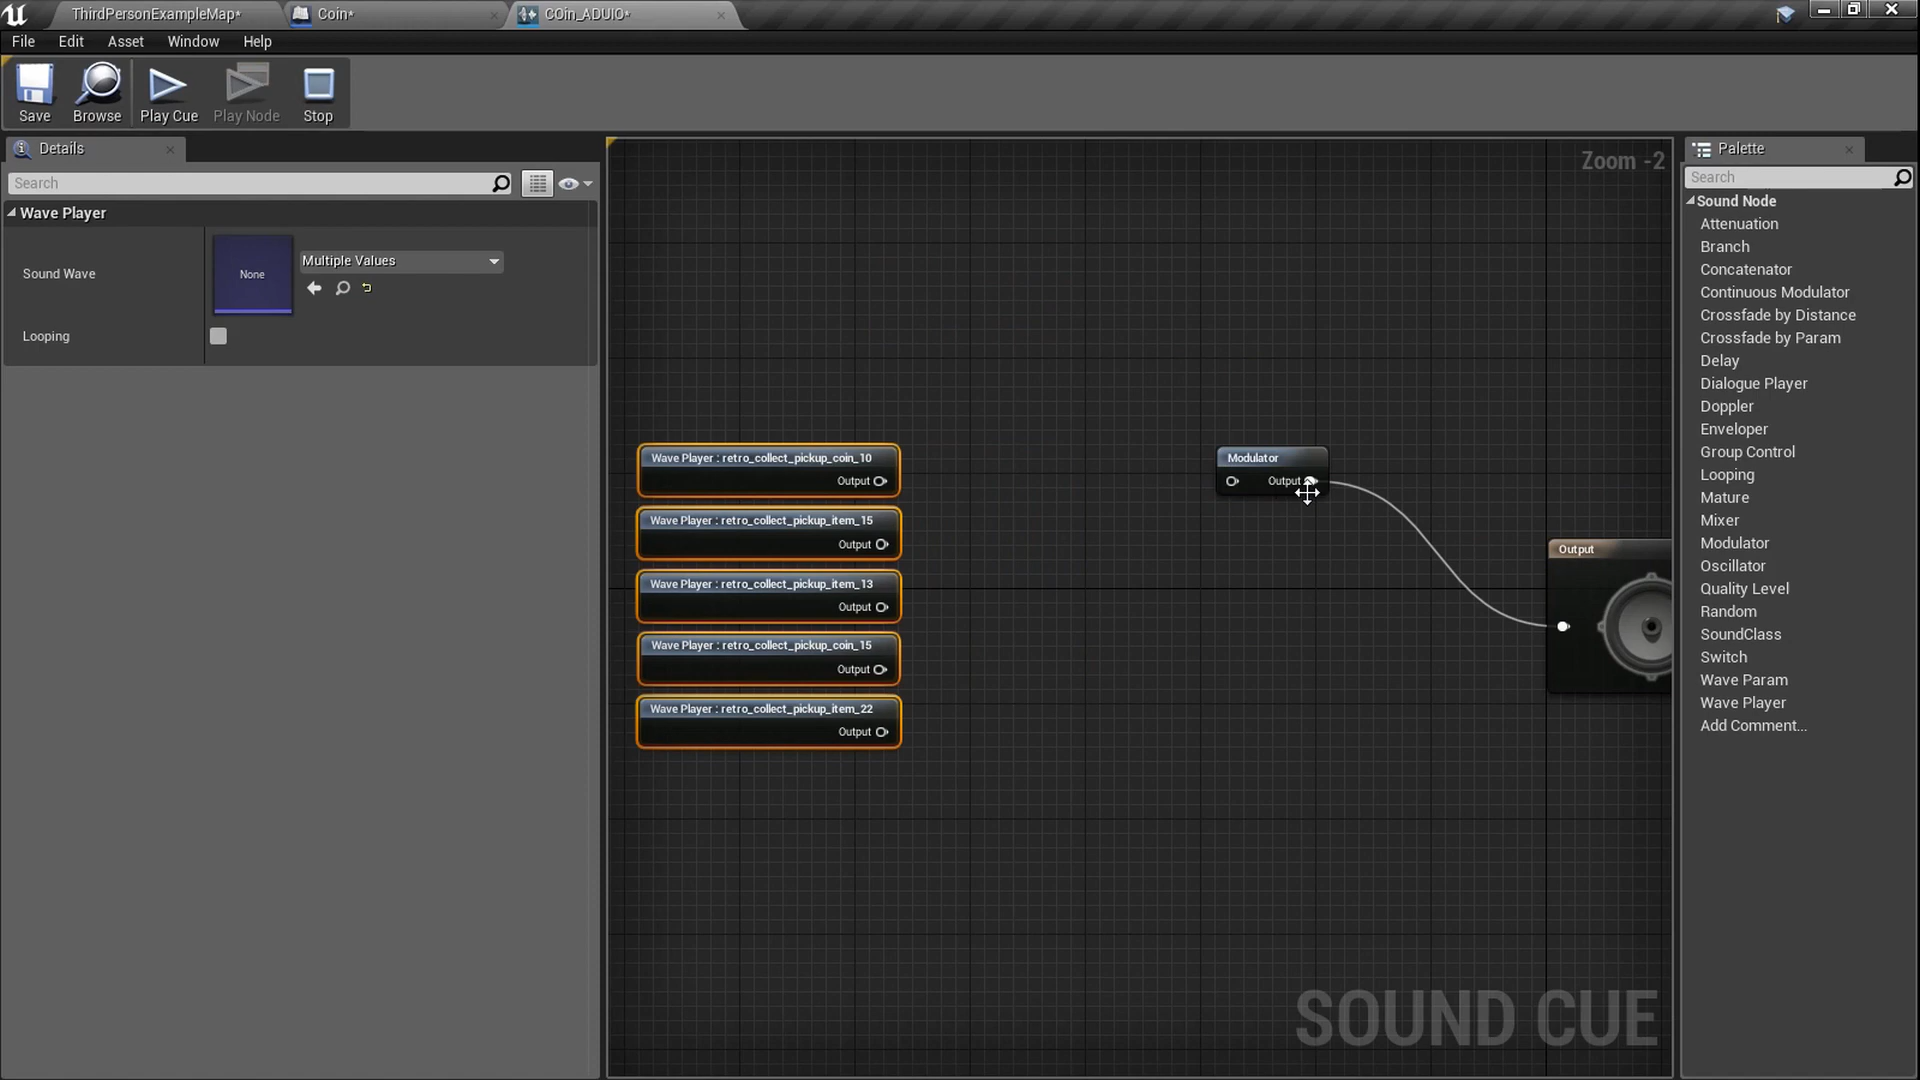 ThirdPersonExampleMap*
Coin*
COin_ADUIO*
File Edit Asset Window Help
Save Browse Play Cue Play Node Stop
Details
Search
Wave Player
Sound Wave
None
Multiple Values
Looping
Zoom -2
Wave Player : retro_collect_pickup_coin_10
Output
Wave Player : retro_collect_pickup_item_15
Output
Wave Player : retro_collect_pickup_item_13
Output
Wave Player : retro_collect_pickup_coin_15
Output
Wave Player : retro_collect_pickup_item_22
Output
Modulator
Output
Output
SOUND CUE
Palette
Search
Sound Node
Attenuation
Branch
Concatenator
Continuous Modulator
Crossfade by Distance
Crossfade by Param
Delay
Dialogue Player
Doppler
Enveloper
Group Control
Looping
Mature
Mixer
Modulator
Oscillator
Quality Level
Random
SoundClass
Switch
Wave Param
Wave Player
Add Comment...